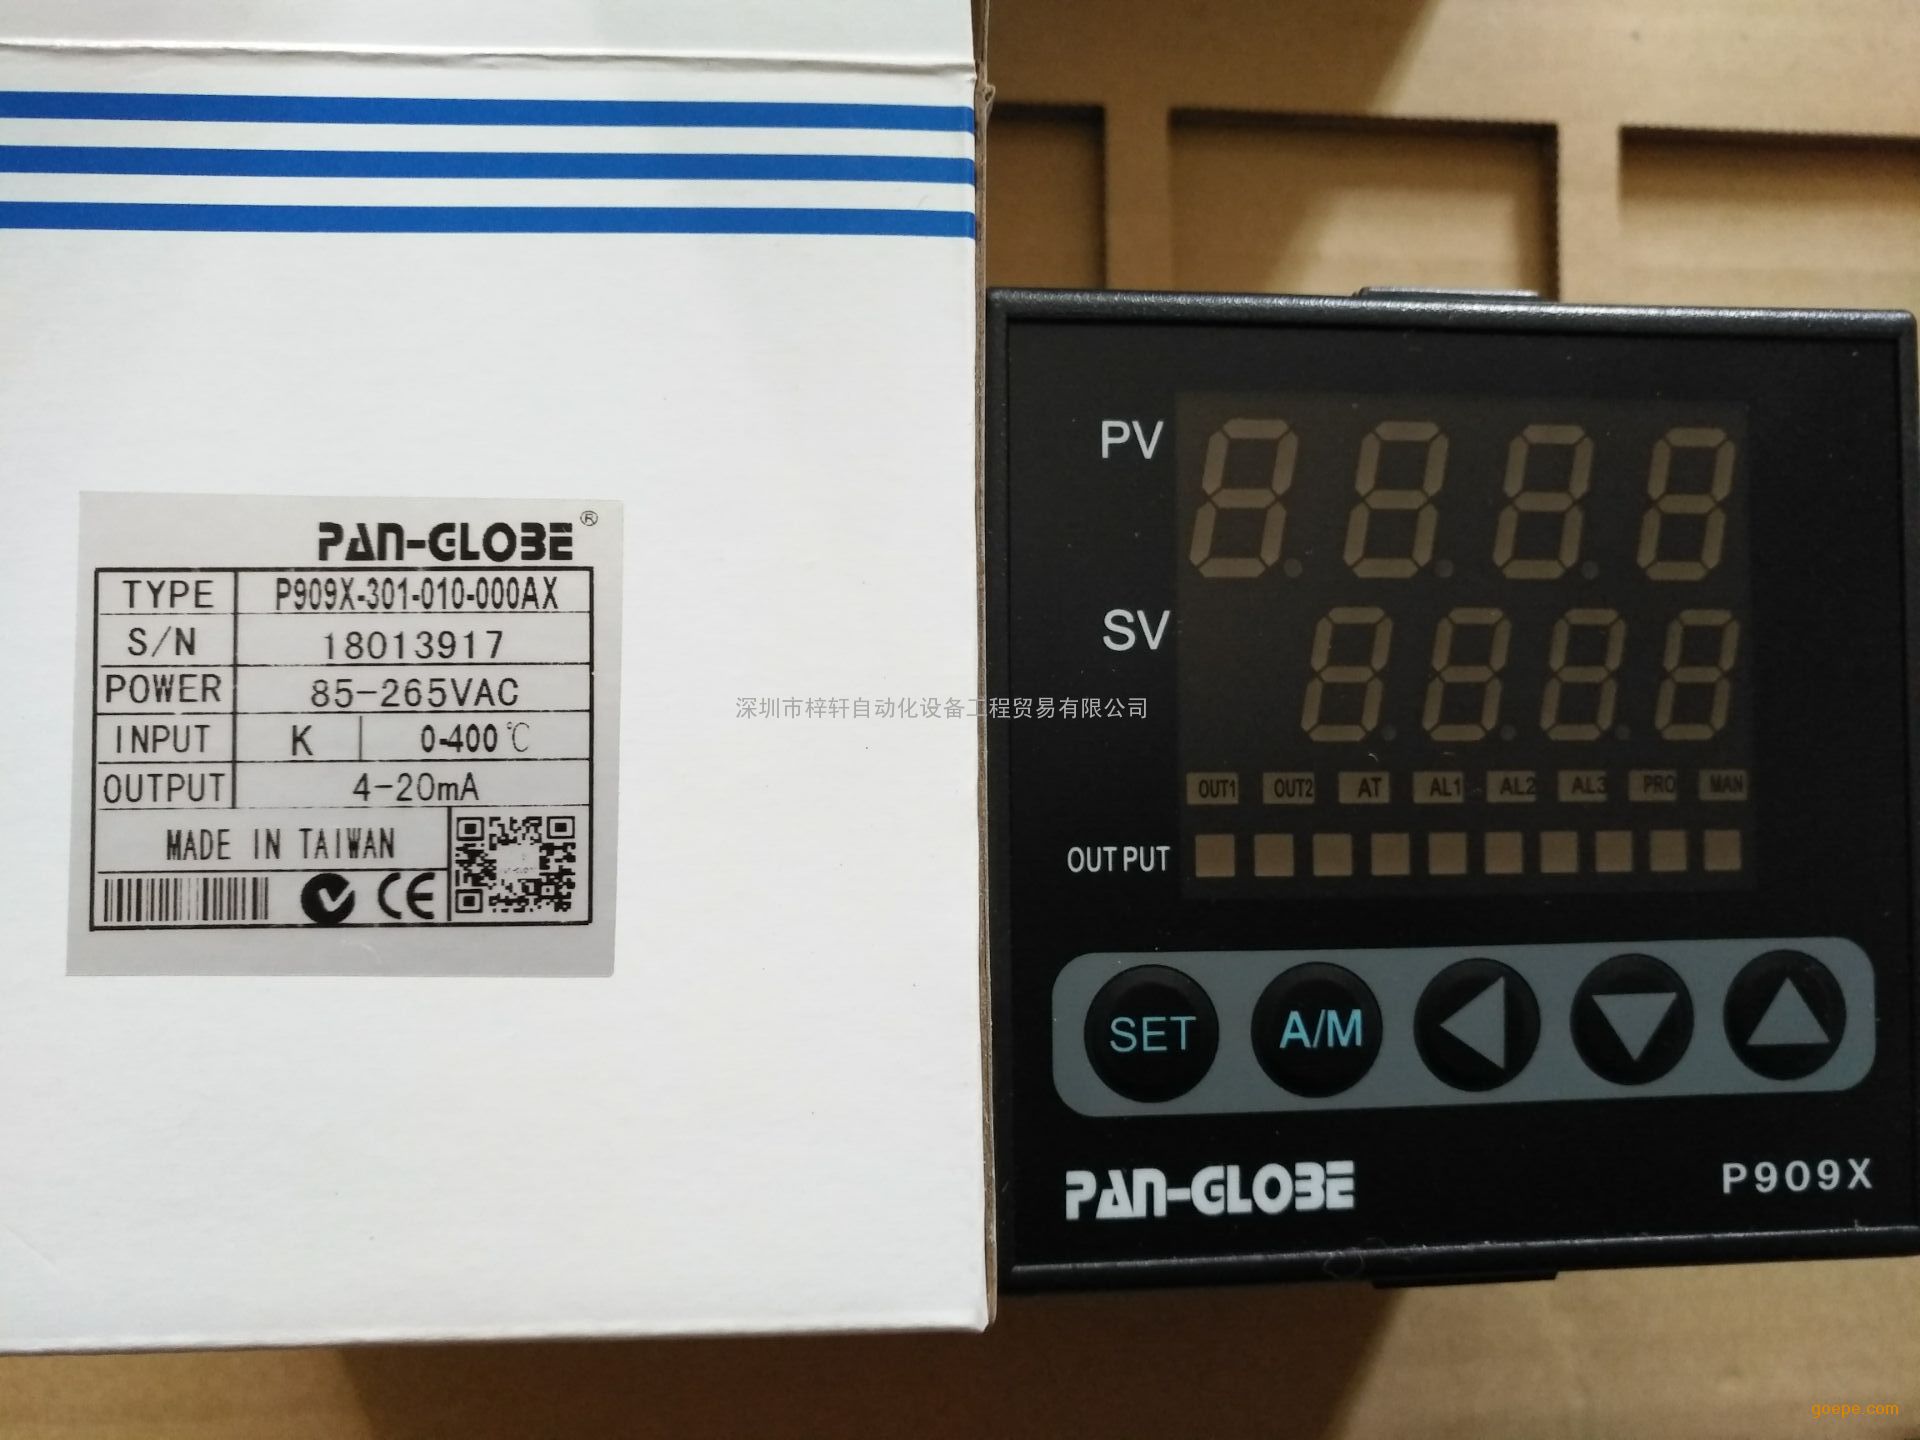 PAN-GLOBE®
TYPE P909X-301-010-000AX
S/N 18013917
POWER 85-265VAC
INPUT K 0-400℃
OUTPUT 4-20mA
MADE IN TAIWAN
CE
PV
SV
OUT1 OUT2 AT AL1 AL2 AL3 PRO MAN
OUTPUT
SET A/M
PAN-GLOBE P909X
深圳市梓轩自动化设备工程贸易有限公司
goepe.com